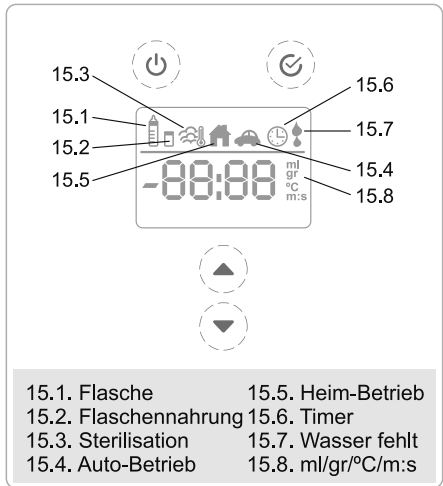 15.3
15.6
15.1
15.7
15.2
15.4
15.5
15.8
-88:88
ml
gr
ºC
m:s
15.1. Flasche
15.2. Flaschennahrung
15.3. Sterilisation
15.4. Auto-Betrieb
15.5. Heim-Betrieb
15.6. Timer
15.7. Wasser fehlt
15.8. ml/gr/ºC/m:s